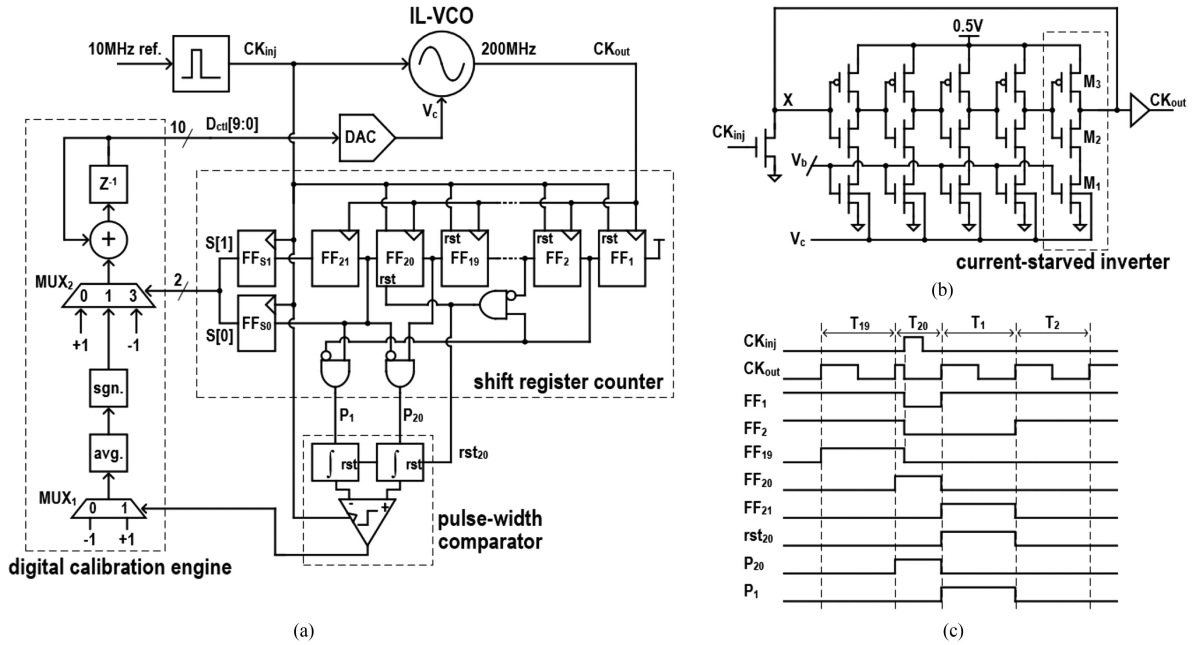 IL-VCO
10MHz ref.
CKinj
200MHz
CKout
Vc
10
Dctl[9:0]
DAC
Z-1
+
S[1]
FFS1
FF21
rst
FF20
rst
rst
FF19
rst
FF2
rst
FF1
MUX2
0 1 3
2
+1
-1
S[0]
FFS0
shift register counter
sgn.
P1
P20
avg.
∫ rst
∫ rst
rst20
MUX1
0 1
-1 +1
- +
pulse-width
comparator
digital calibration engine
(a)
0.5V
X
M3
CKout
CKinj
M2
Vb
M1
Vc
current-starved inverter
(b)
T19 T20 T1 T2
CKinj
CKout
FF1
FF2
FF19
FF20
FF21
rst20
P20
P1
(c)